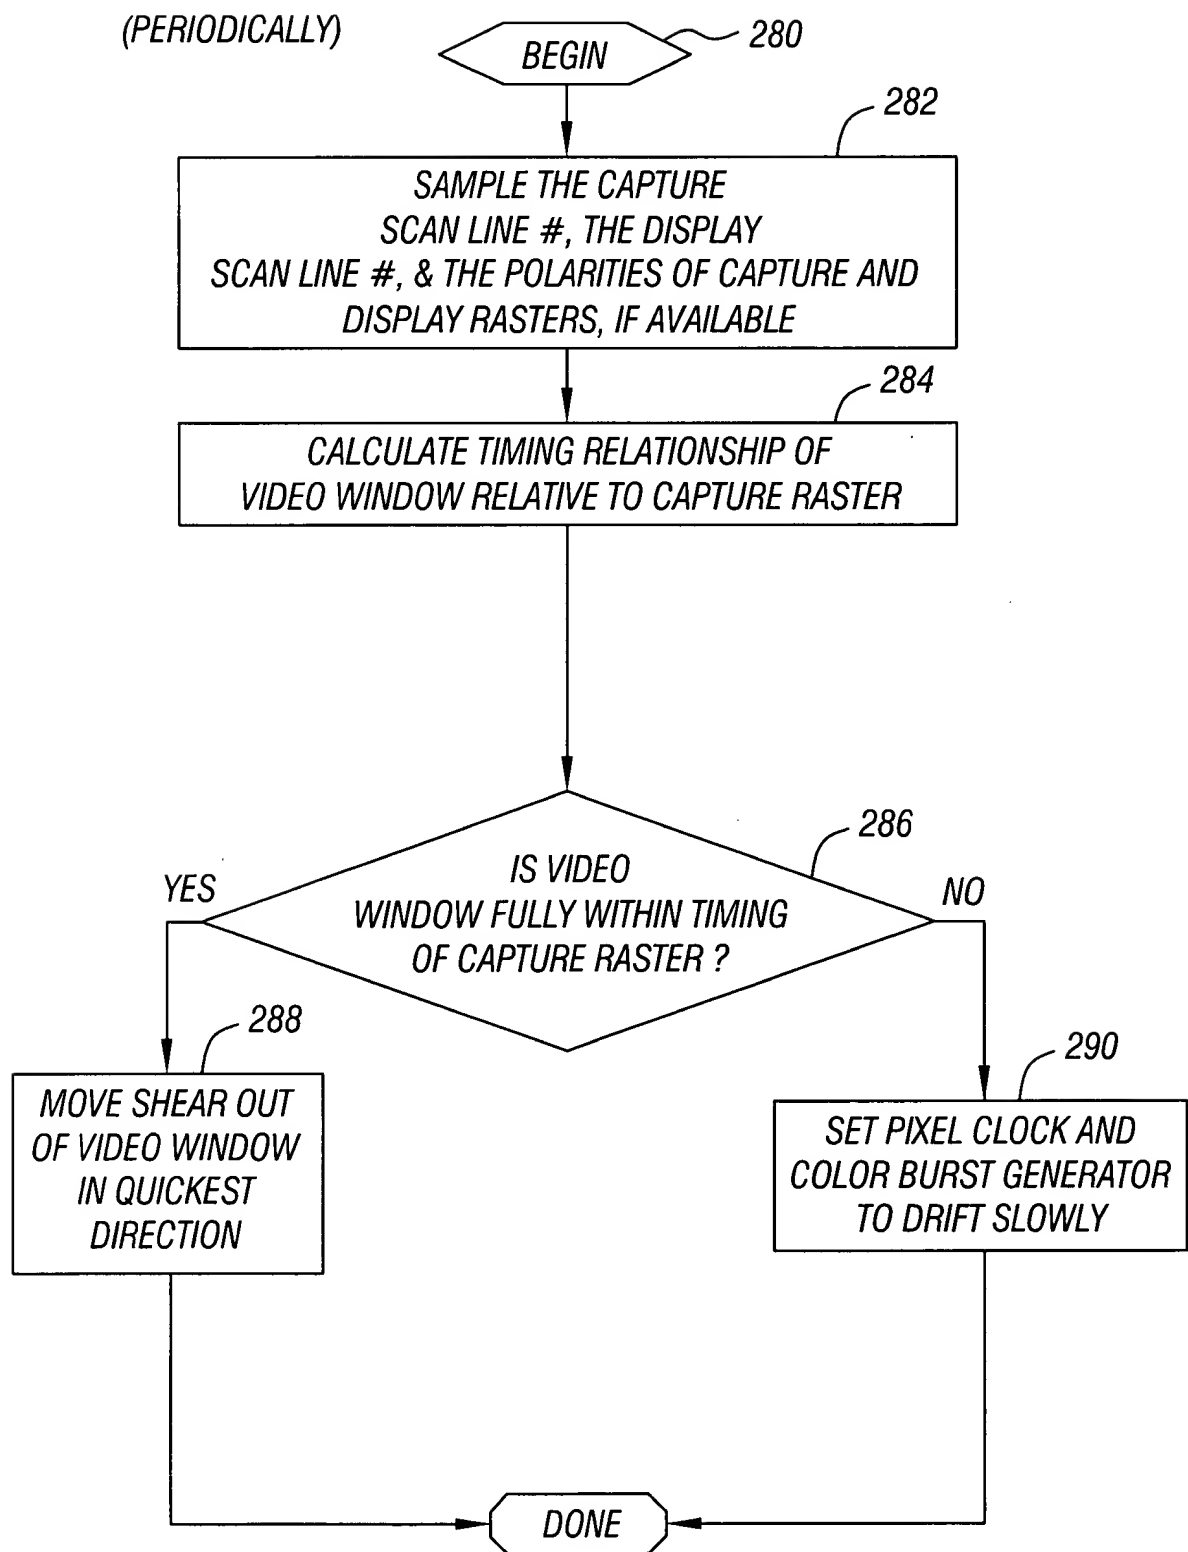 (PERIODICALLY)
BEGIN
280
282
SAMPLE THE CAPTURE
SCAN LINE #, THE DISPLAY
SCAN LINE #, & THE POLARITIES OF CAPTURE AND
DISPLAY RASTERS, IF AVAILABLE
284
CALCULATE TIMING RELATIONSHIP OF
VIDEO WINDOW RELATIVE TO CAPTURE RASTER
286
IS VIDEO
WINDOW FULLY WITHIN TIMING
OF CAPTURE RASTER ?
YES
NO
288
MOVE SHEAR OUT
OF VIDEO WINDOW
IN QUICKEST
DIRECTION
290
SET PIXEL CLOCK AND
COLOR BURST GENERATOR
TO DRIFT SLOWLY
DONE